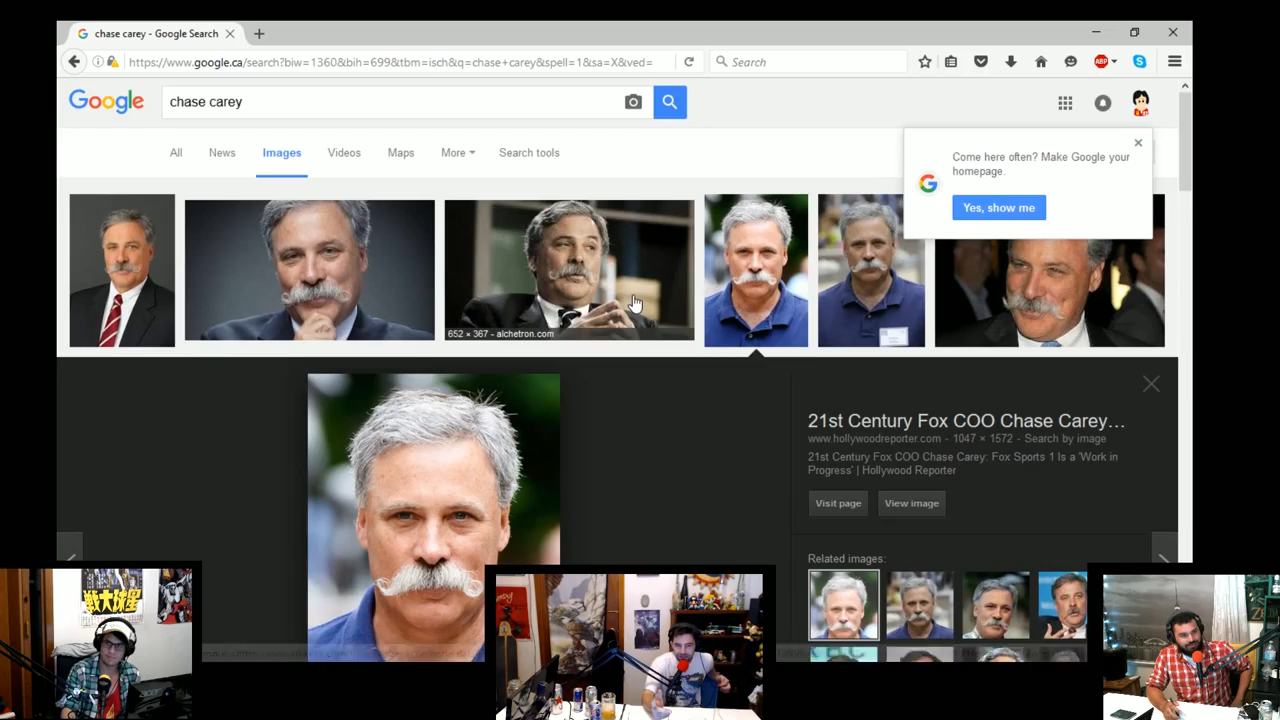 chase carey - Google Search
https://www.google.ca/search?biw=1360&bih=699&tbm=isch&q=chase+carey&spell=1&sa=X&ved=
Search
ABP
Google
chase carey
All
News
Images
Videos
Maps
More
Search tools
Come here often? Make Google your
homepage.
Yes, show me
652 × 367 - alchetron.com
21st Century Fox COO Chase Carey…
www.hollywoodreporter.com - 1047 × 1572 - Search by image
21st Century Fox COO Chase Carey: Fox Sports 1 Is a 'Work in
Progress' | Hollywood Reporter
Visit page
View image
Related images: